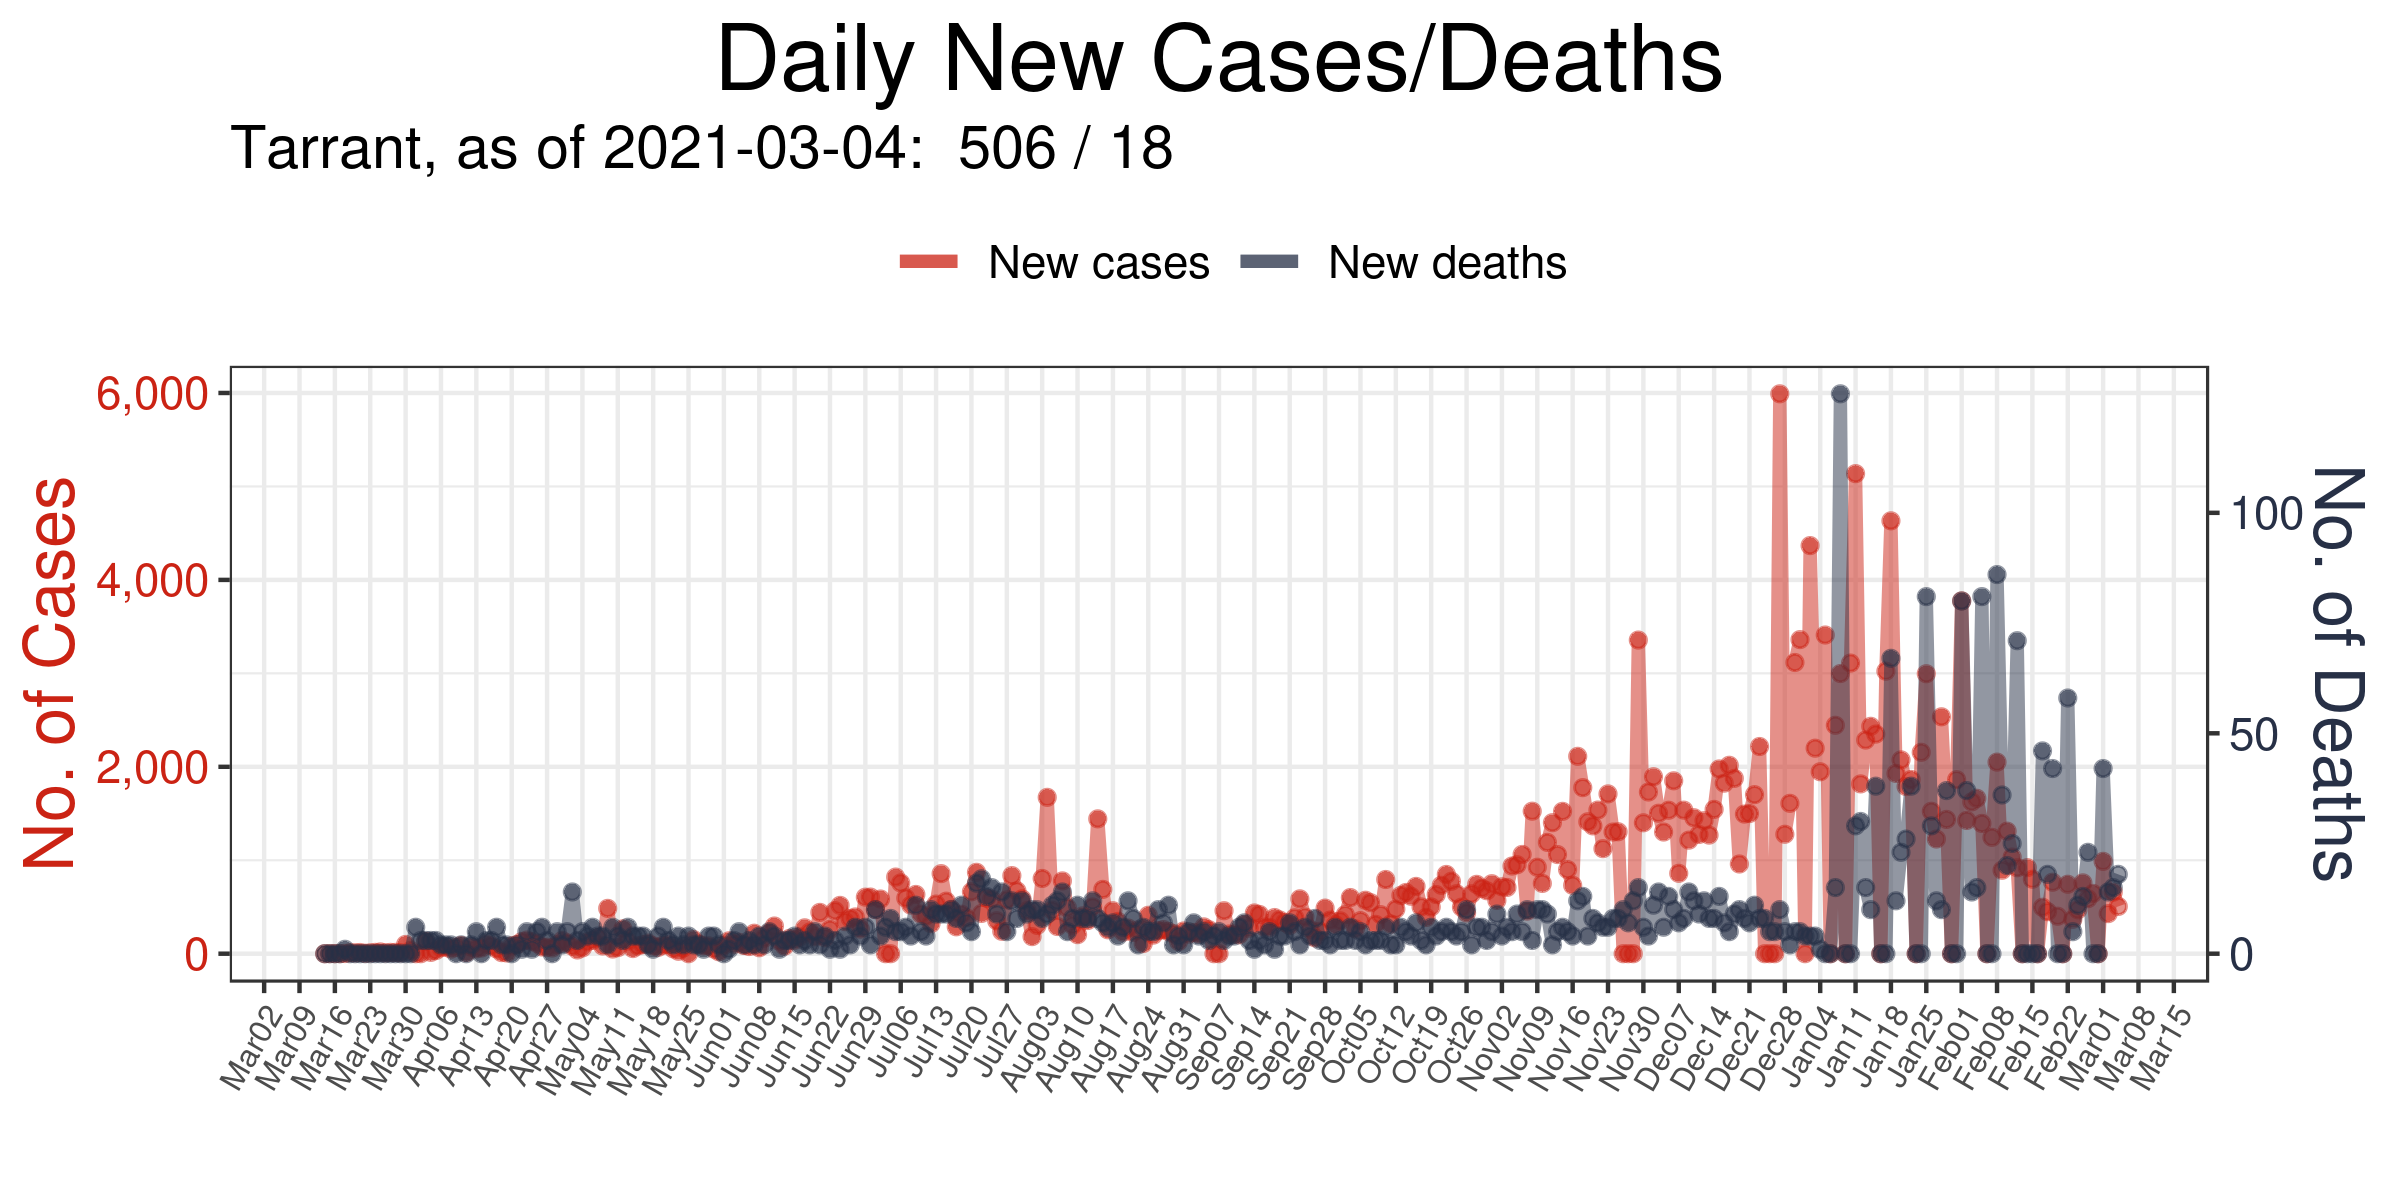 Daily New Cases/Deaths
Tarrant, as of 2021-03-04: 506 / 18
New cases
New deaths
No. of Cases
6,000
4,000
2,000
0
No. of Deaths
100
50
0
Mar02
Mar09
Mar16
Mar23
Mar30
Apr06
Apr13
Apr20
Apr27
May04
May11
May18
May25
Jun01
Jun08
Jun15
Jun22
Jun29
Jul06
Jul13
Jul20
Jul27
Aug03
Aug10
Aug17
Aug24
Aug31
Sep07
Sep14
Sep21
Sep28
Oct05
Oct12
Oct19
Oct26
Nov02
Nov09
Nov16
Nov23
Nov30
Dec07
Dec14
Dec21
Dec28
Dec04
Jan11
Jan18
Jan25
Feb01
Feb08
Feb15
Feb22
Mar01
Mar08
Mar15